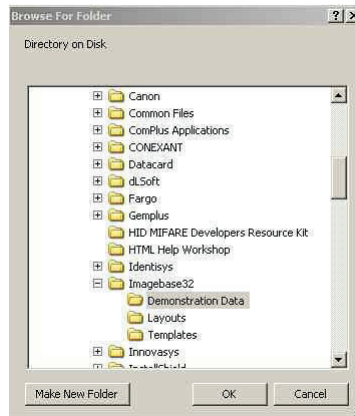 Browse For Folder
Directory on Disk
Canon
Common Files
ComPlus Applications
CONEXANT
Datacard
dLSoft
Fargo
Gemplus
HID MIFARE Developers Resource Kit
HTML Help Workshop
Identisys
Imagebase32
Demonstration Data
Layouts
Templates
Innovasys
InstallShield
Make New Folder
OK
Cancel